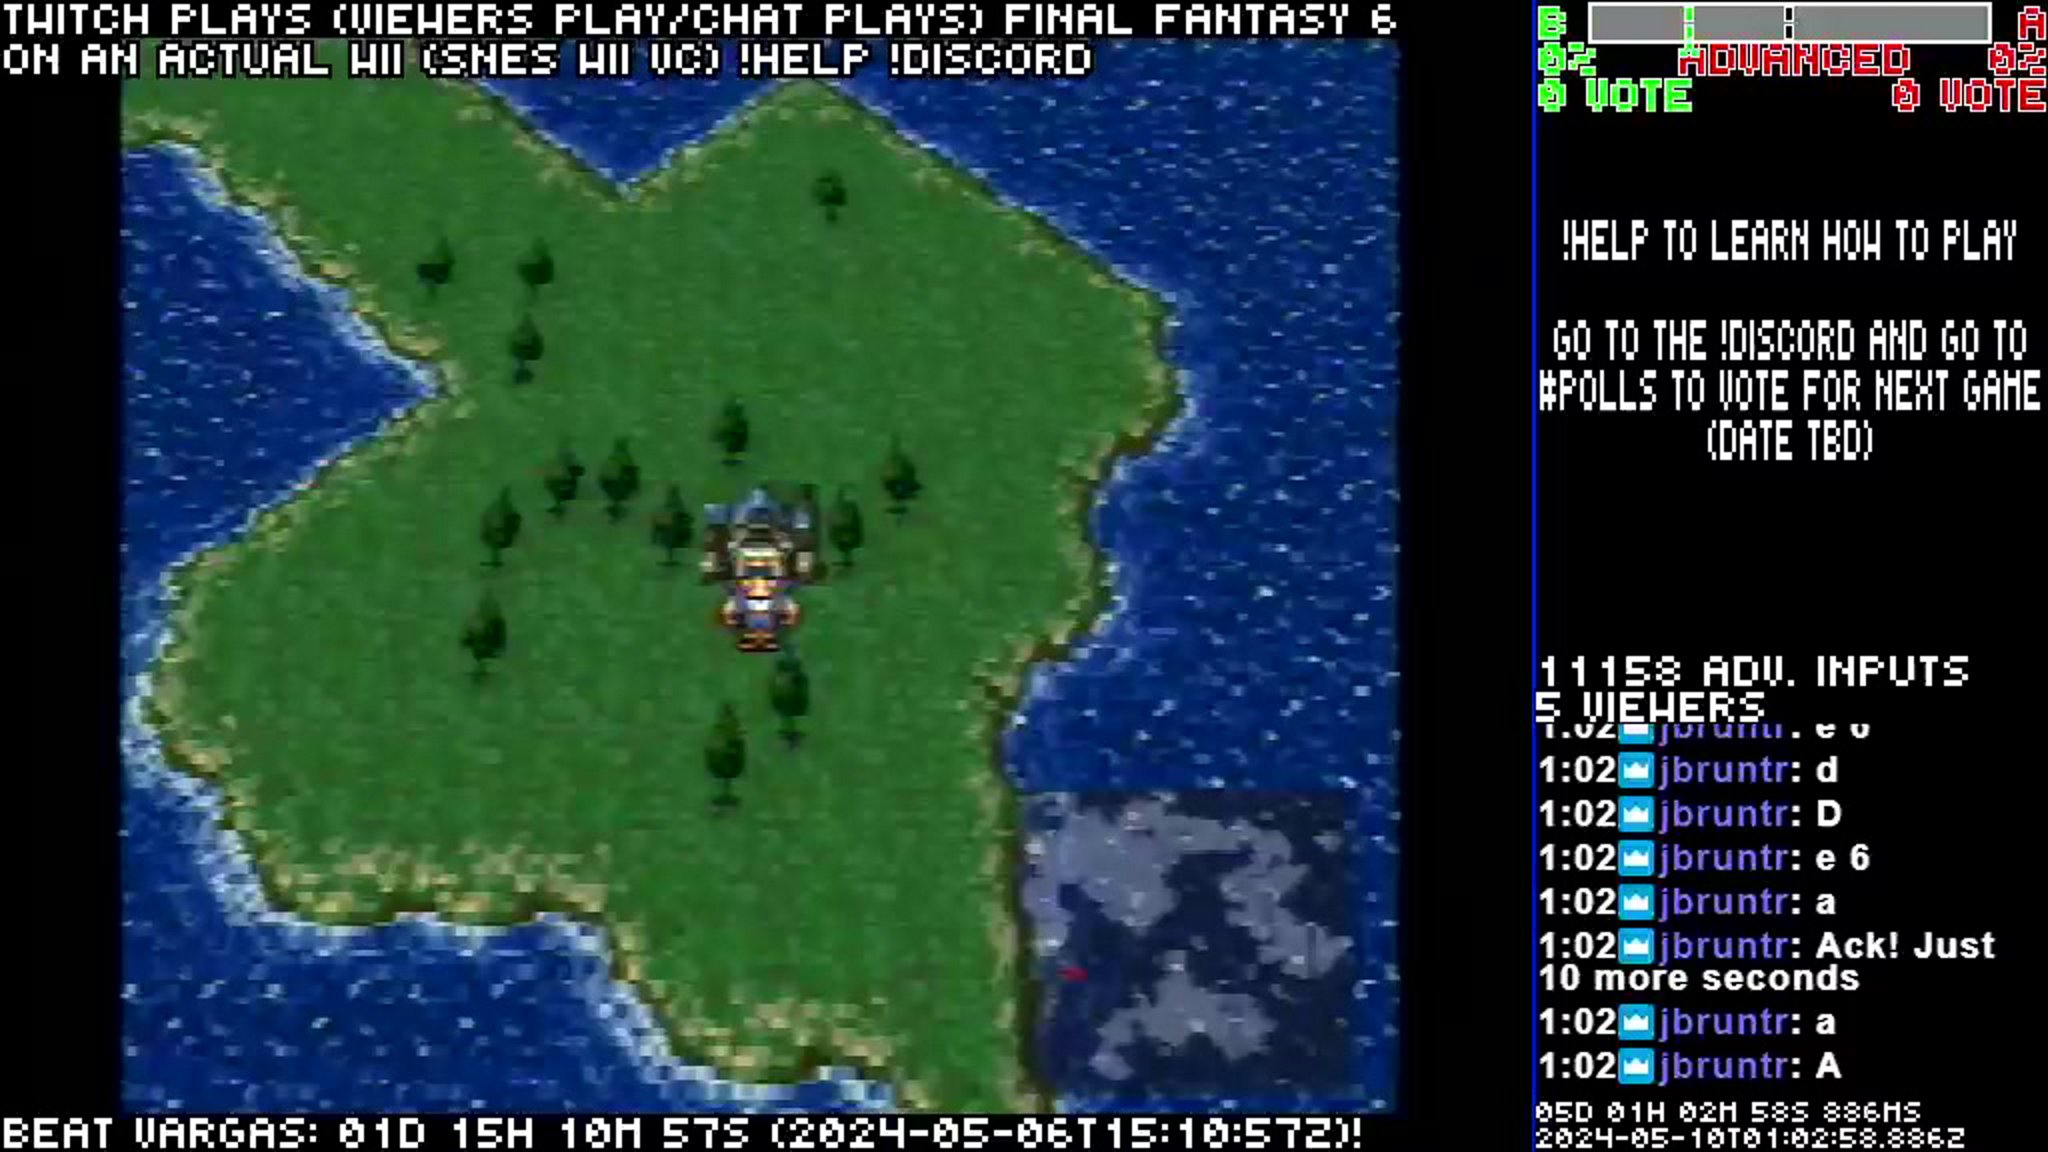 TWITCH PLAYS (VIEWERS PLAY/CHAT PLAYS) FINAL FANTASY 6
ON AN ACTUAL WII (SNES WII VC) !HELP !DISCORD
B A
0% ADVANCED 0%
0 VOTE 0 VOTE
!HELP TO LEARN HOW TO PLAY
GO TO THE !DISCORD AND GO TO
#POLLS TO VOTE FOR NEXT GAME
(DATE TBD)
11158 ADV. INPUTS
5 VIEWERS
1:02 jbruntr: e 6
1:02 jbruntr: d
1:02 jbruntr: D
1:02 jbruntr: e 6
1:02 jbruntr: a
1:02 jbruntr: Ack! Just
10 more seconds
1:02 jbruntr: a
1:02 jbruntr: A
05D 01H 02M 58S 886MS
2024-05-10T01:02:58.886Z
BEAT VARGAS: 01D 15H 10M 57S (2024-05-06T15:10:57Z)!